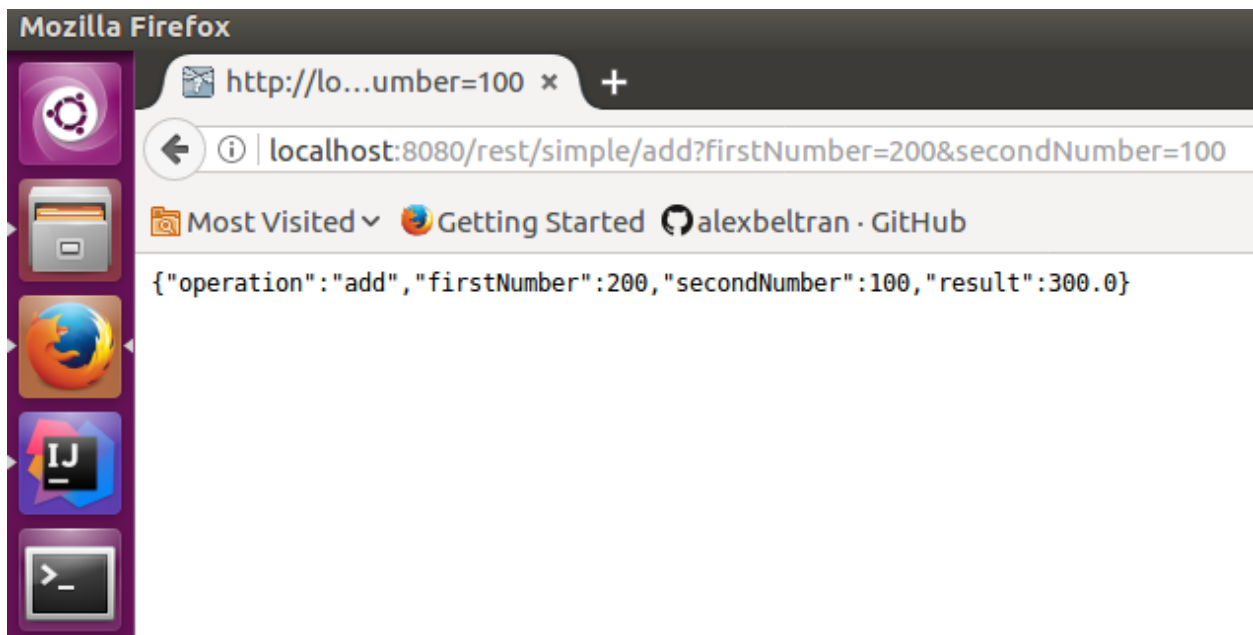 Mozilla Firefox
http://lo...umber=100 × +
localhost:8080/rest/simple/add?firstNumber=200&secondNumber=100
Most Visited Getting Started alexbeltran · GitHub
{"operation":"add","firstNumber":200,"secondNumber":100,"result":300.0}
IJ
>_